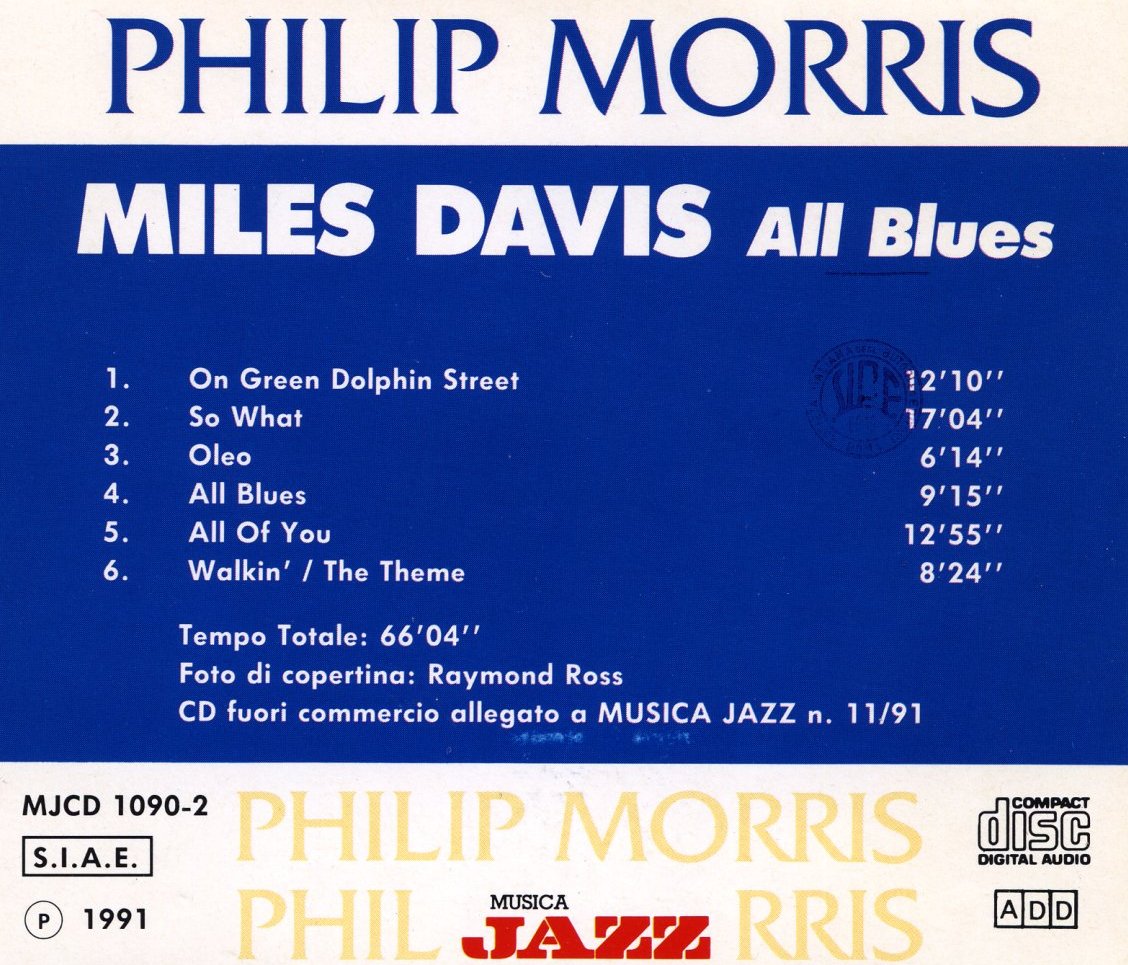 PHILIP MORRIS
MILES DAVIS All Blues
1. On Green Dolphin Street 12'10''
2. So What 17'04''
3. Oleo 6'14''
4. All Blues 9'15''
5. All Of You 12'55''
6. Walkin' / The Theme 8'24''
Tempo Totale: 66'04''
Foto di copertina: Raymond Ross
CD fuori commercio allegato a MUSICA JAZZ n. 11/91
MJCD 1090-2
PHILIP MORRIS
COMPACT
disc
DIGITAL AUDIO
S.I.A.E.
P 1991
PHIL
MUSICA
JAZZ
RRIS
ADD